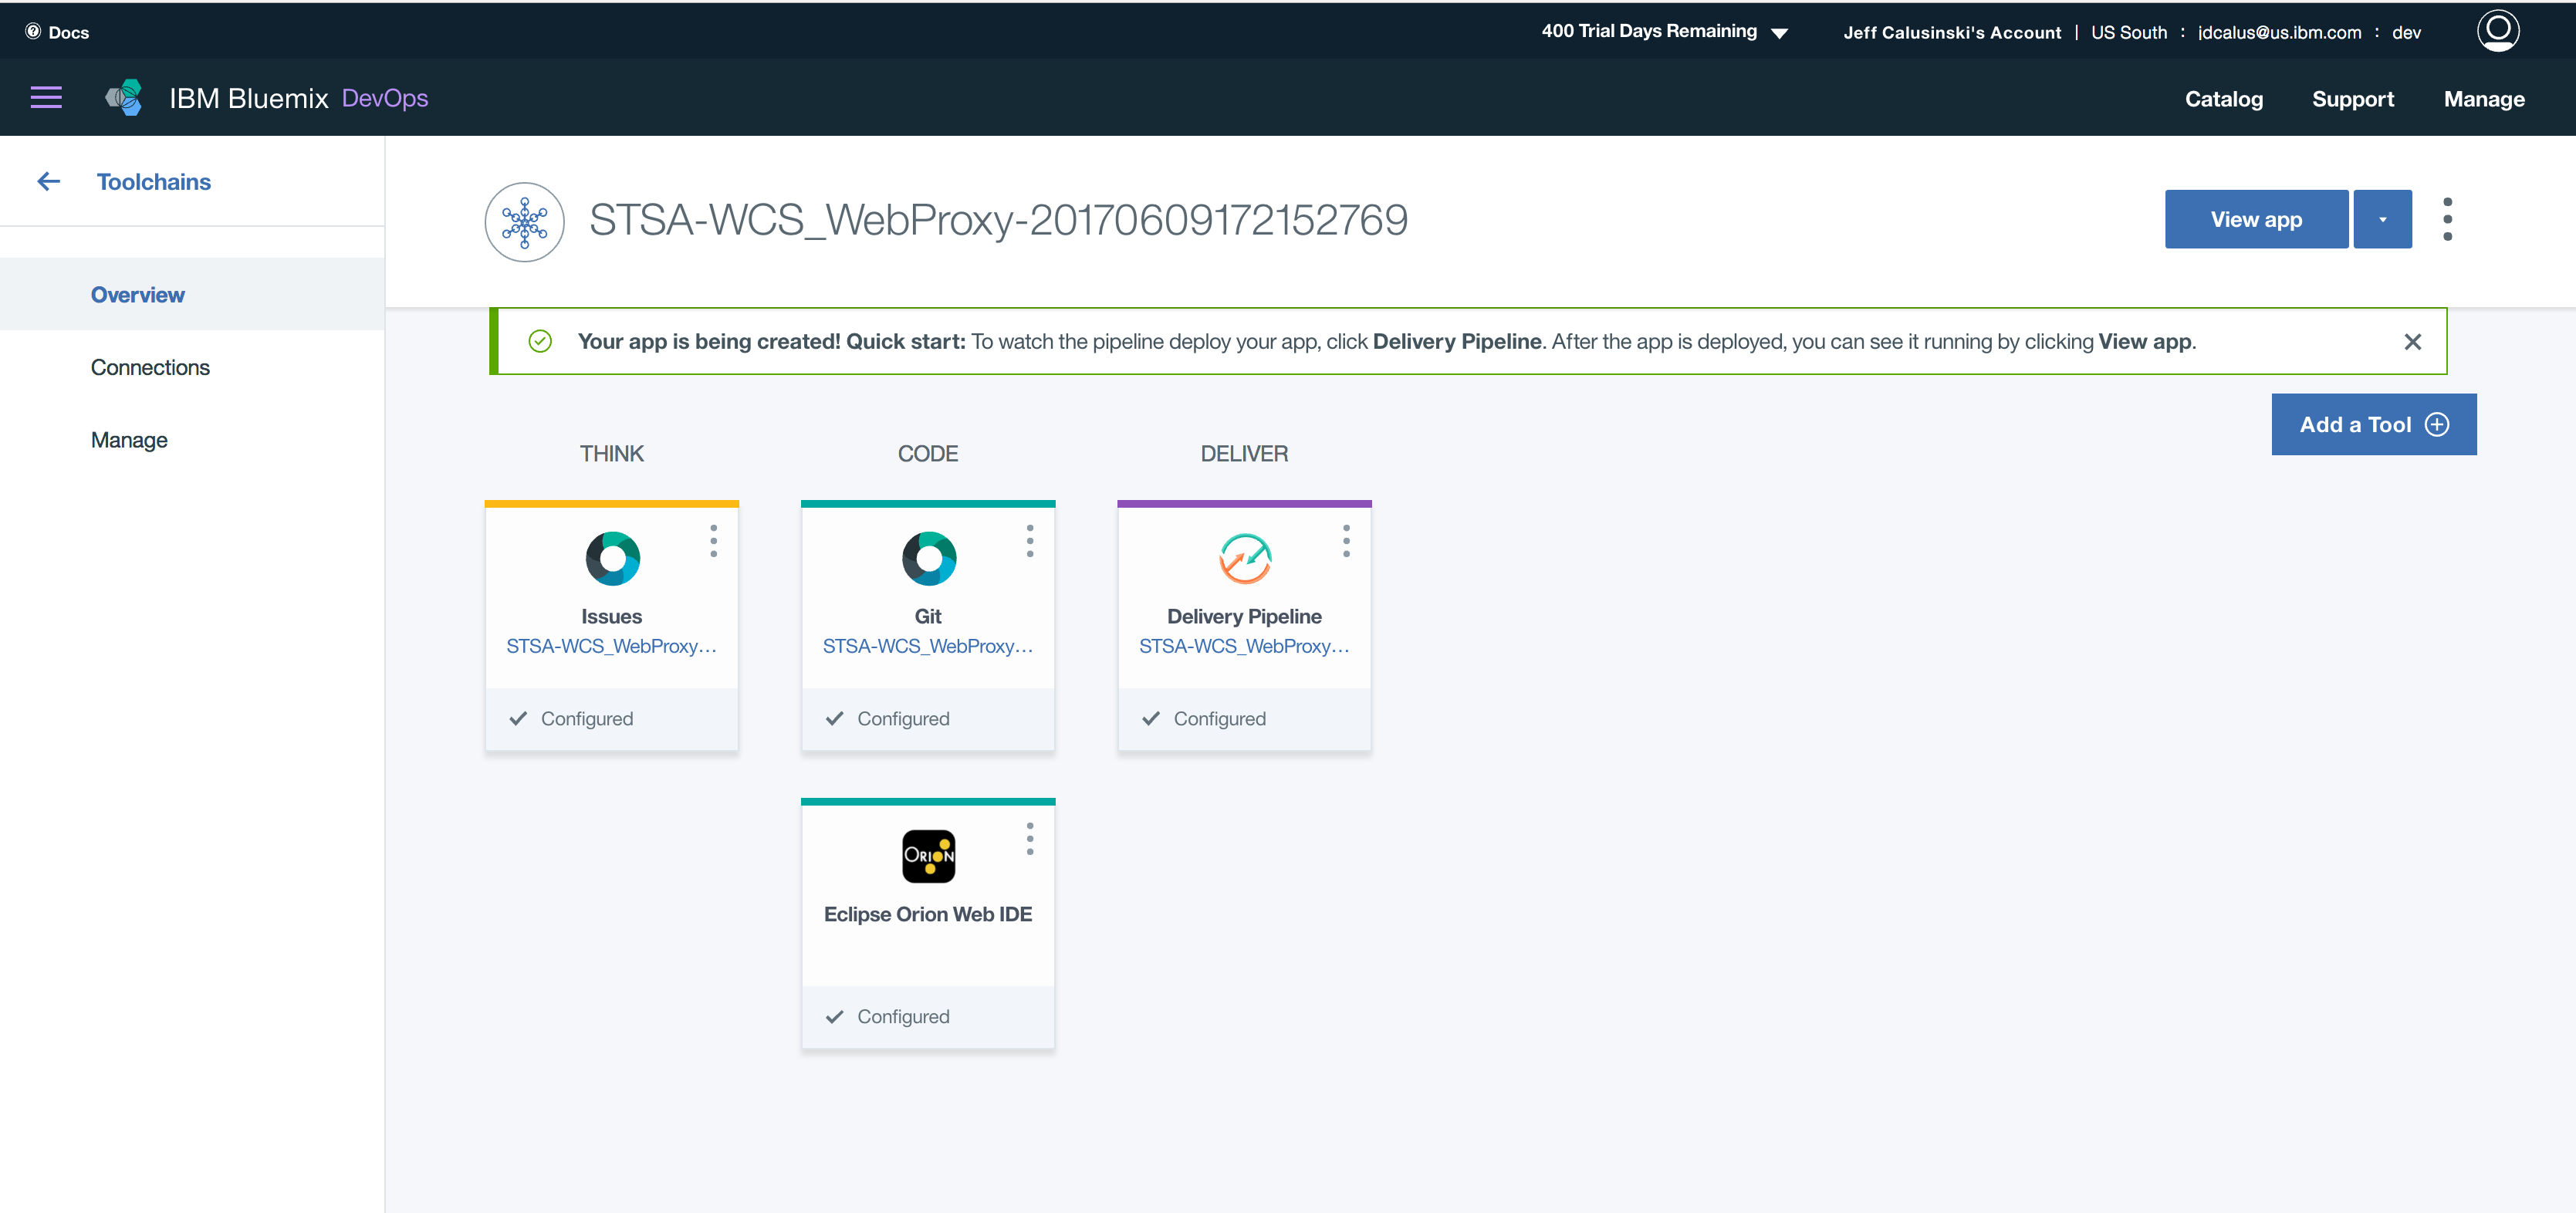 Docs
400 Trial Days Remaining
Jeff Calusinski's Account | US South : jdcalus@us.ibm.com : dev
IBM Bluemix DevOps
Catalog Support Manage
Toolchains
Overview
Connections
Manage
STSA-WCS_WebProxy-20170609172152769
View app
Your app is being created! Quick start: To watch the pipeline deploy your app, click Delivery Pipeline. After the app is deployed, you can see it running by clicking View app.
Add a Tool
THINK CODE DELIVER
Issues
STSA-WCS_WebProxy...
Configured
Git
STSA-WCS_WebProxy...
Configured
Delivery Pipeline
STSA-WCS_WebProxy...
Configured
ORION
Eclipse Orion Web IDE
Configured